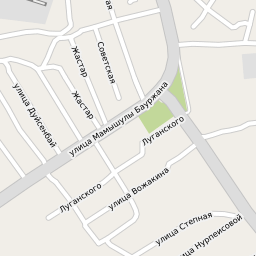 Жастар
Советская
Жастар
улица Дуйсенбай
улица Мамышулы Бауржана
Луганского
Луганского
улица Вожакина
улица Степная
улица Нурпеисовой